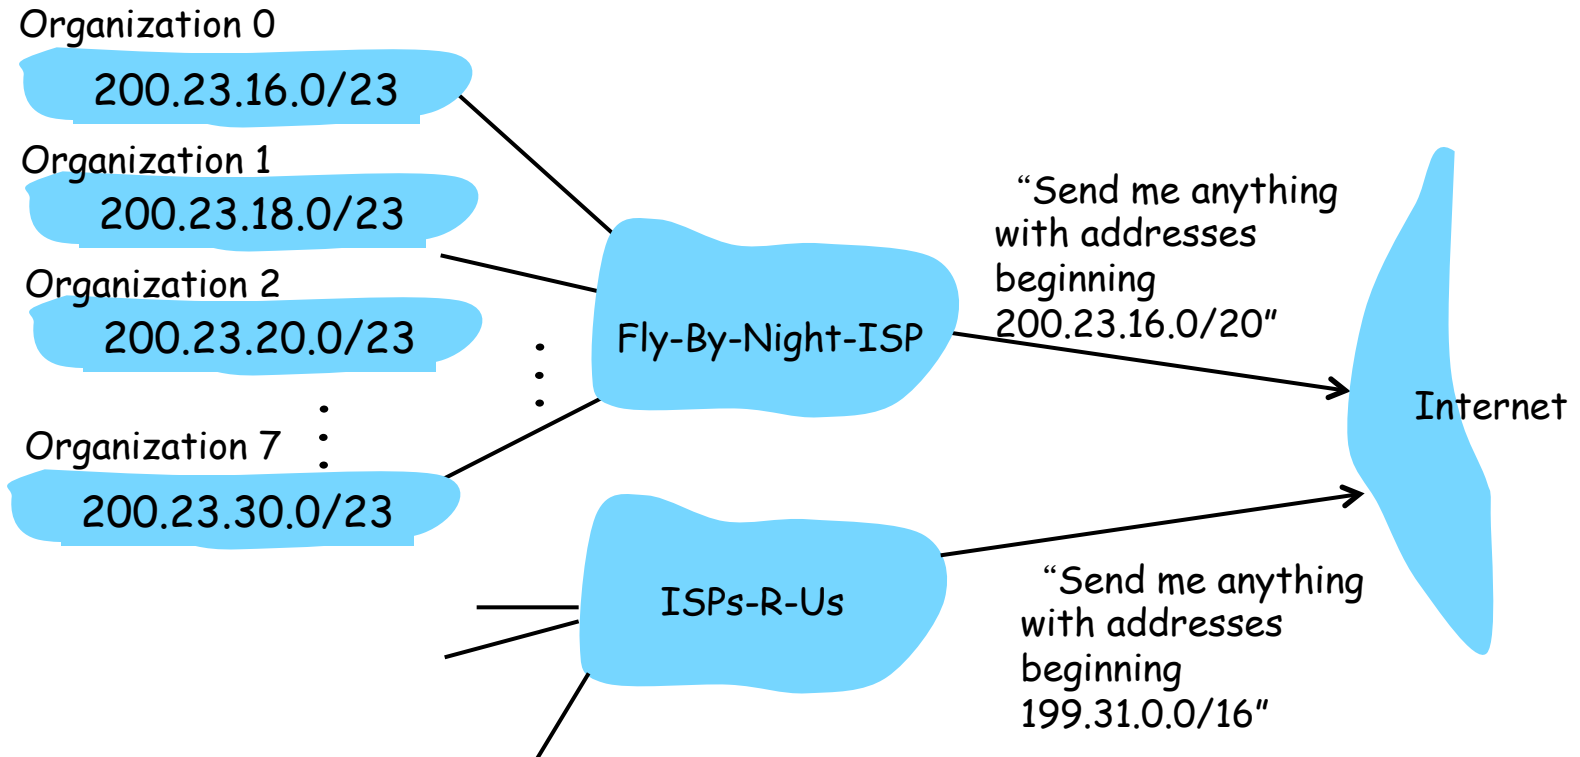 Organization 0
200.23.16.0/23
Organization 1
200.23.18.0/23
Organization 2
200.23.20.0/23
Organization 7
200.23.30.0/23
Fly-By-Night-ISP
“Send me anything
with addresses
beginning
200.23.16.0/20”
Internet
ISPs-R-Us
“Send me anything
with addresses
beginning
199.31.0.0/16”